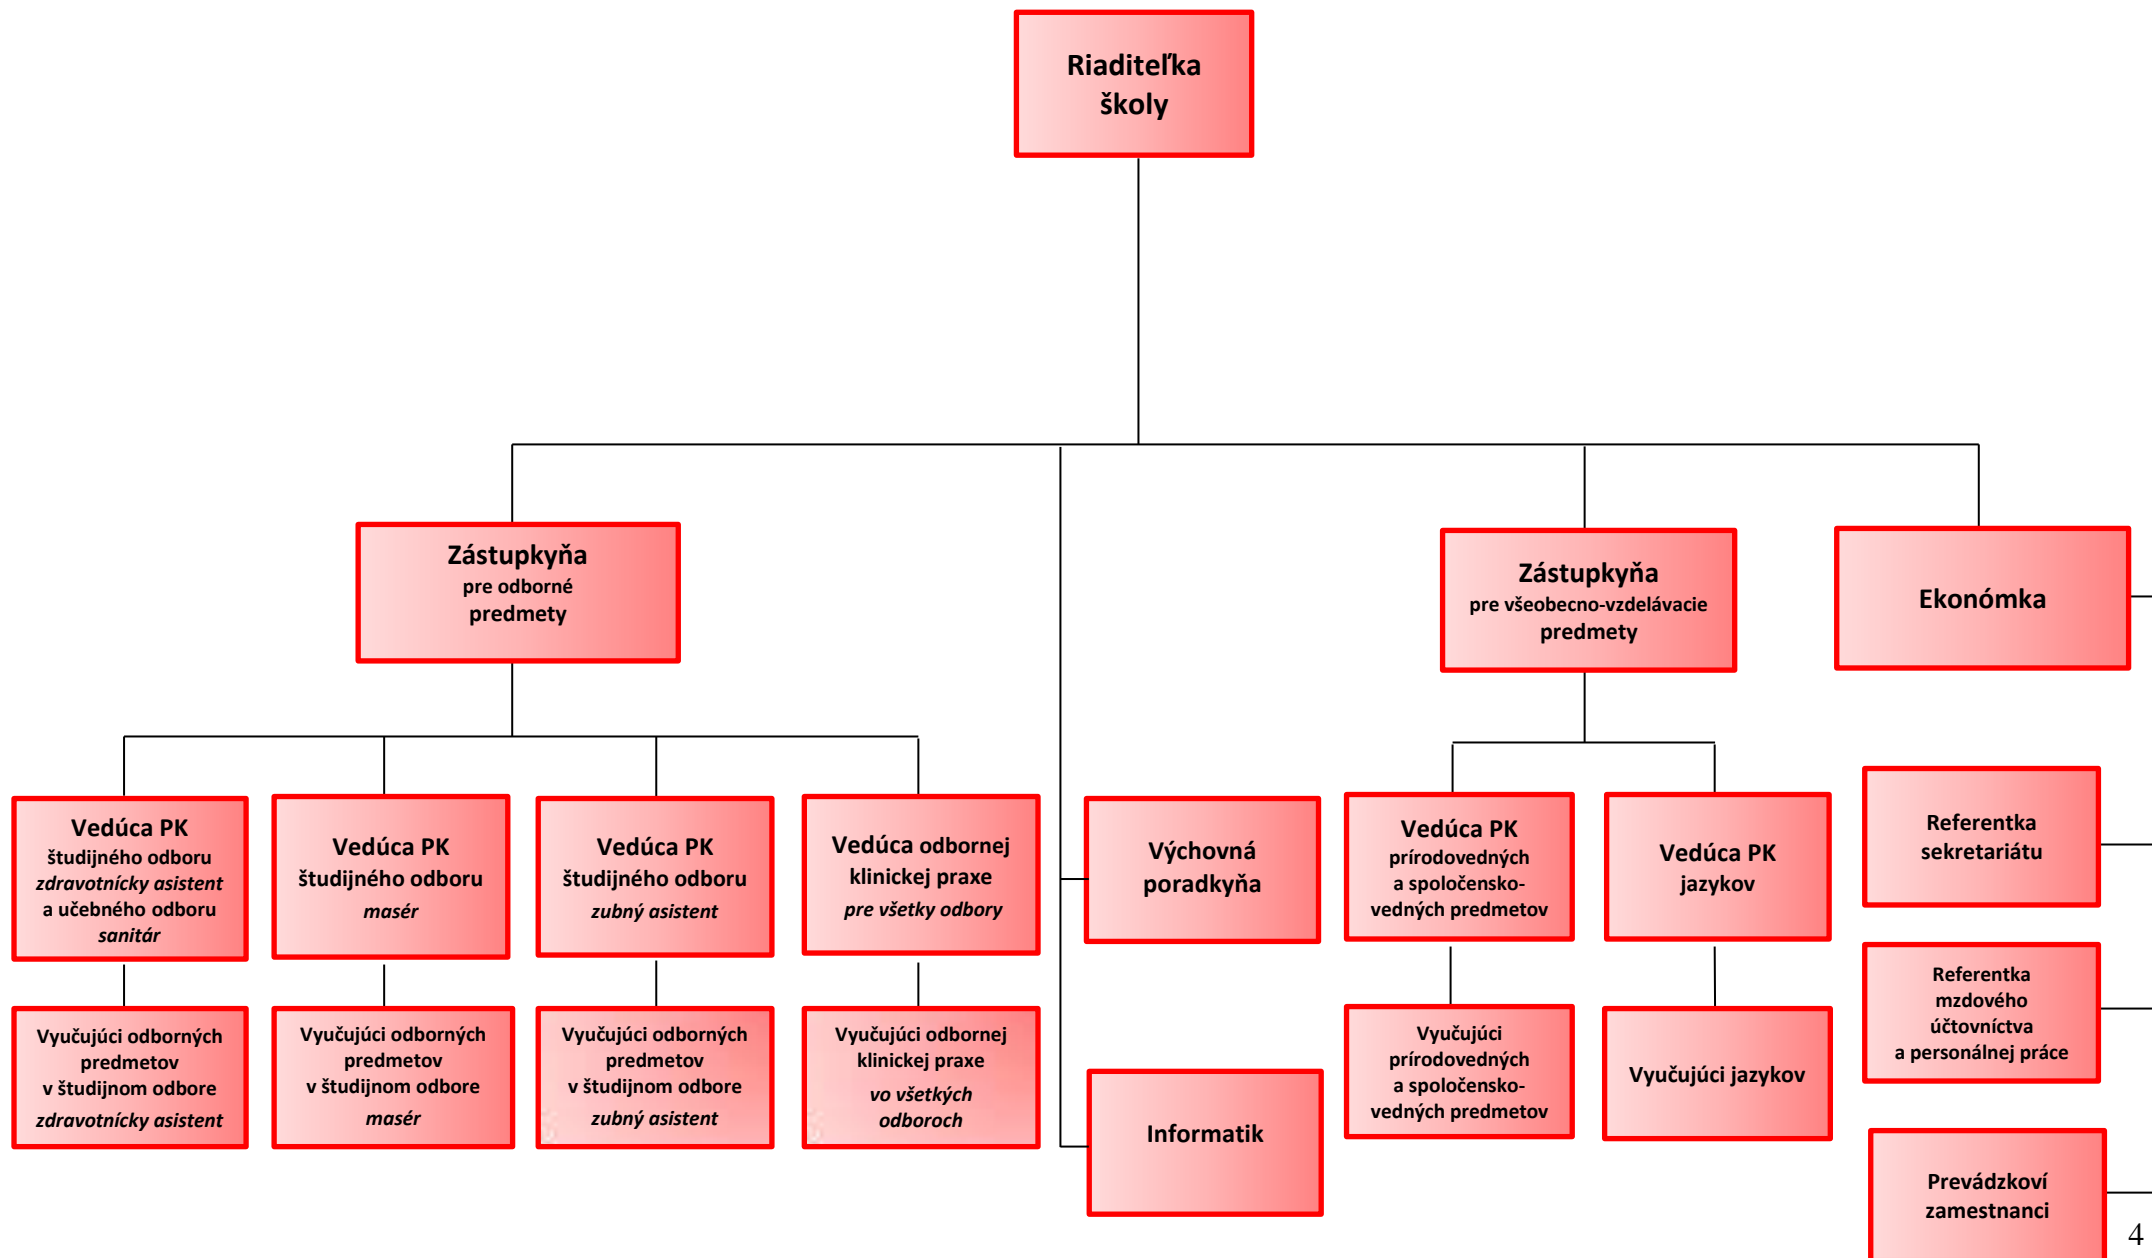 Riaditeľka
školy
Zástupkyňa
pre odborné
predmety
Zástupkyňa
pre všeobecno-vzdelávacie
predmety
Ekonómka
Vedúca PK
študijného odboru
zdravotnícky asistent
a učebného odboru
sanitár
Vedúca PK
študijného odboru
masér
Vedúca PK
študijného odboru
zubný asistent
Vedúca odbornej
klinickej praxe
pre všetky odbory
Výchovná
poradkyňa
Vedúca PK
prírodovedných
a spoločensko-
vedných predmetov
Vedúca PK
jazykov
Referentka
sekretariátu
Vyučujúci odborných
predmetov
v študijnom odbore
zdravotnícky asistent
Vyučujúci odborných
predmetov
v študijnom odbore
masér
Vyučujúci odborných
predmetov
v študijnom odbore
zubný asistent
Vyučujúci odbornej
klinickej praxe
vo všetkých
odboroch
Informatik
Vyučujúci
prírodovedných
a spoločensko-
vedných predmetov
Vyučujúci jazykov
Referentka
mzdového
účtovníctva
a personálnej práce
Prevádzkoví
zamestnanci
4